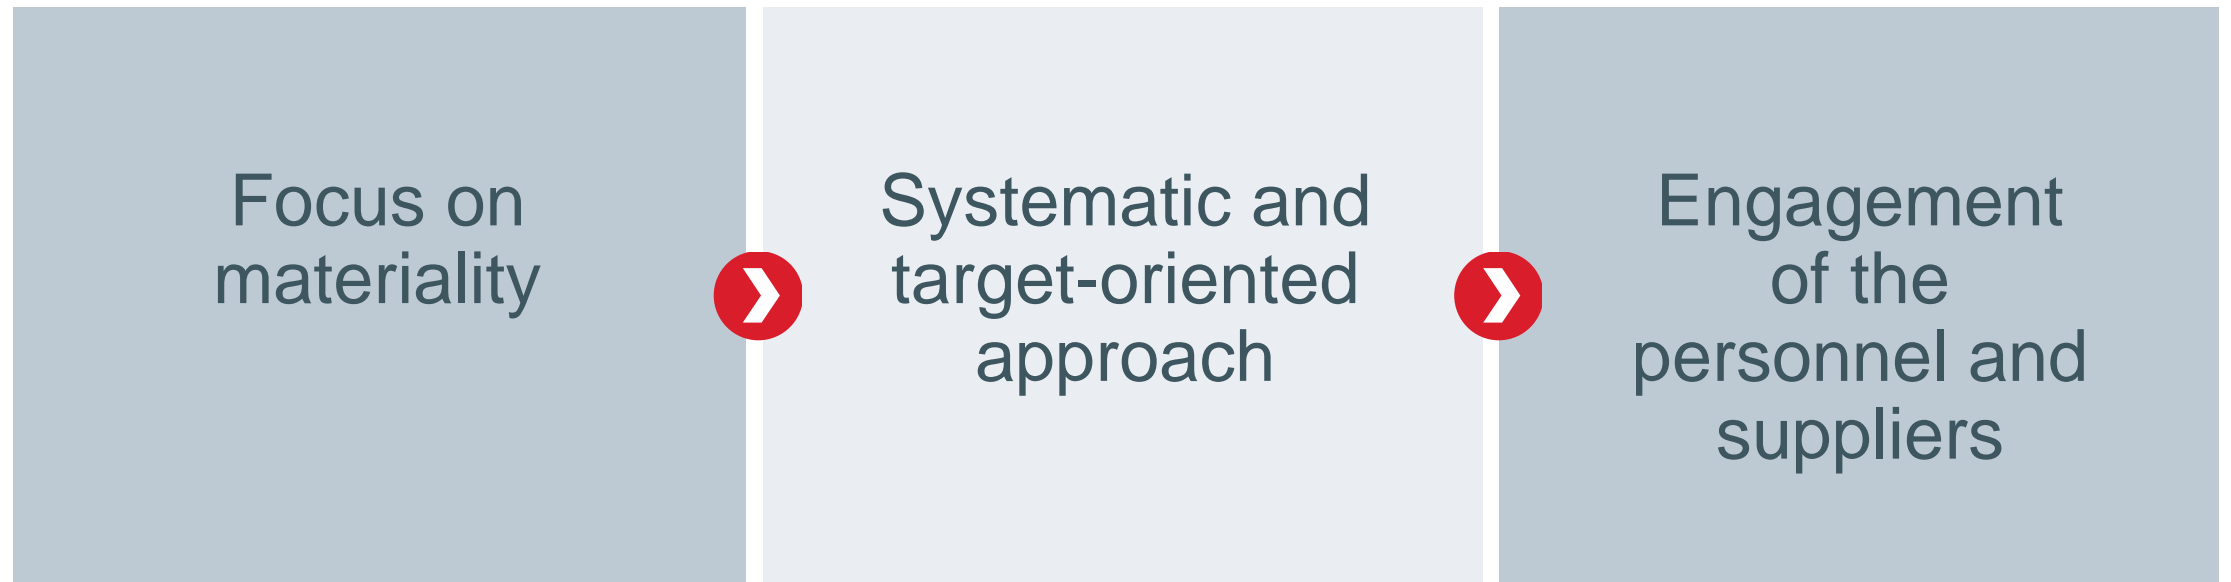 Focus on
materiality
Systematic and
target-oriented
approach
Engagement
of the
personnel and
suppliers